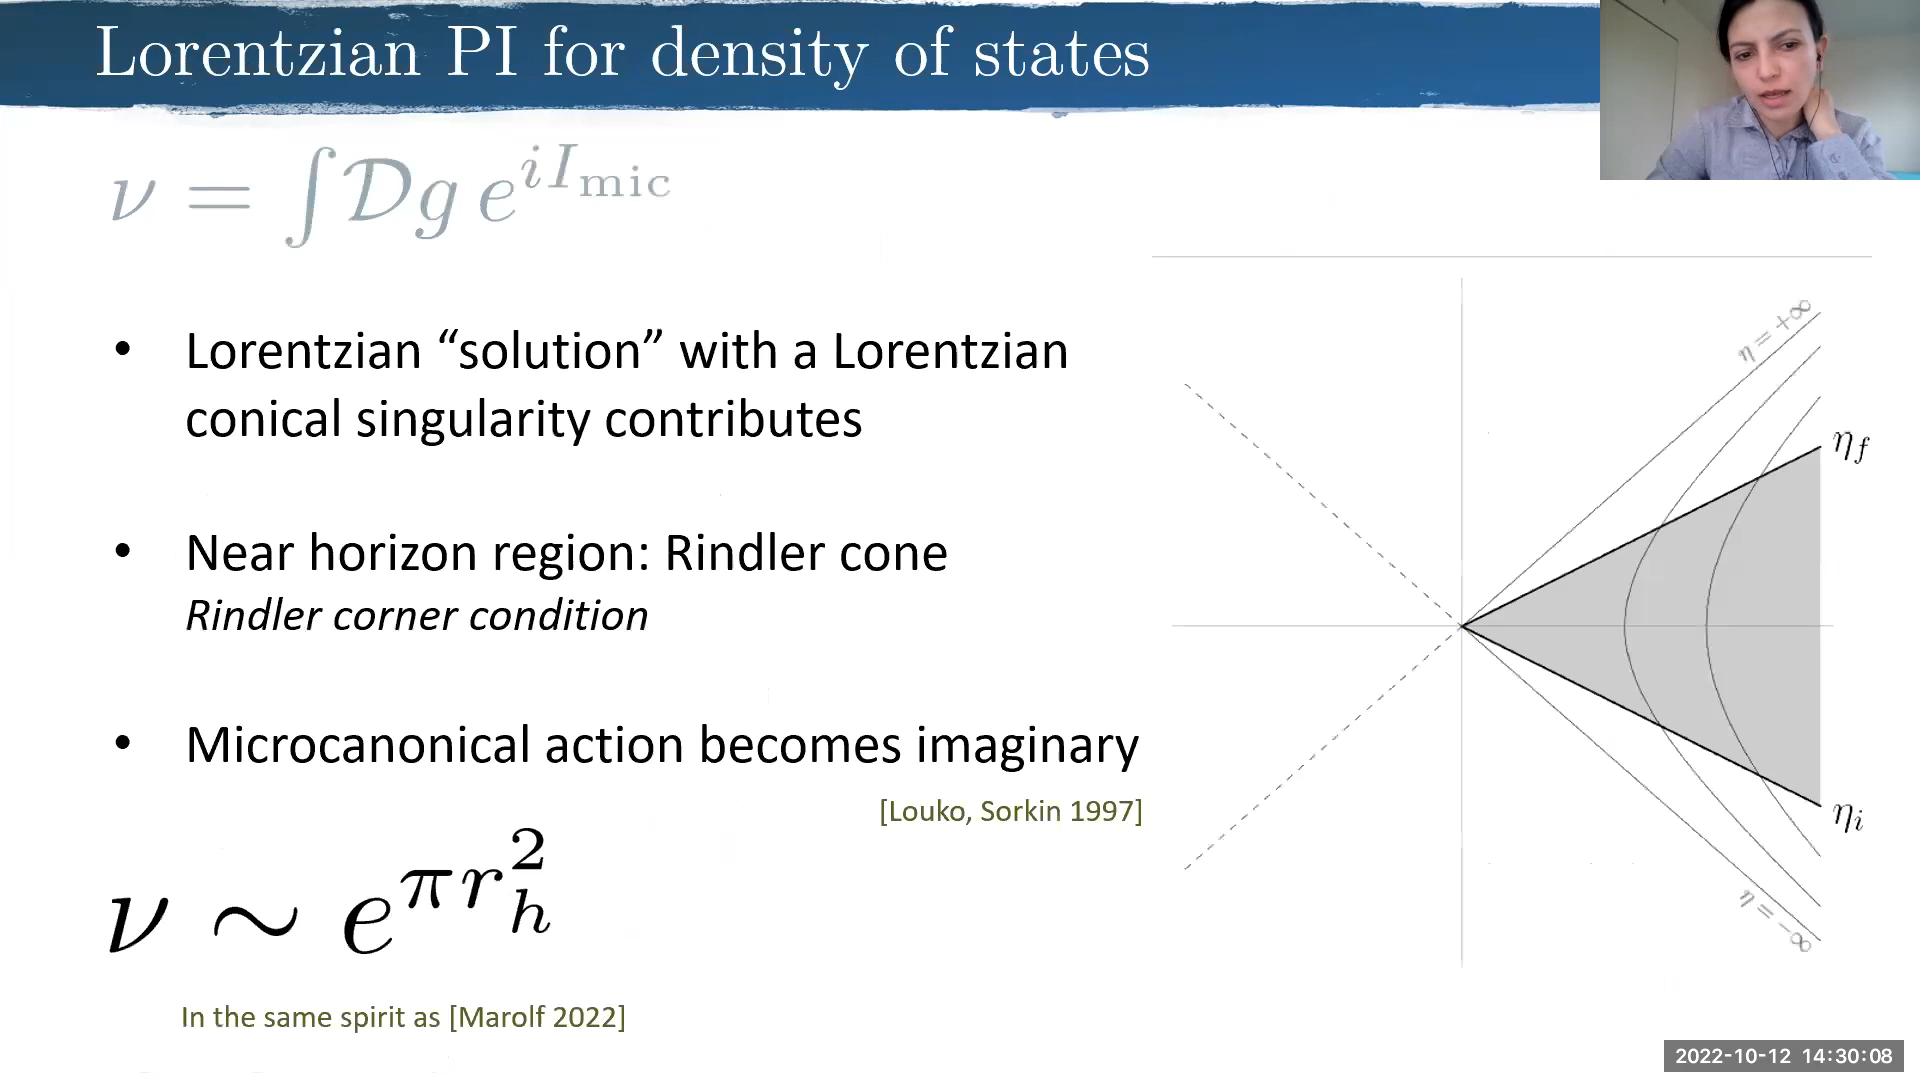 Lorentzian PI for density of states
ν = ∫ 𝒟g e^{iI_mic}
• Lorentzian “solution” with a Lorentzian
conical singularity contributes
• Near horizon region: Rindler cone
Rindler corner condition
• Microcanonical action becomes imaginary
[Louko, Sorkin 1997]
ν ∼ e^{πr_h^2}
In the same spirit as [Marolf 2022]
η = +∞
η_f
η_i
η = −∞
2022-10-12 14:30:08